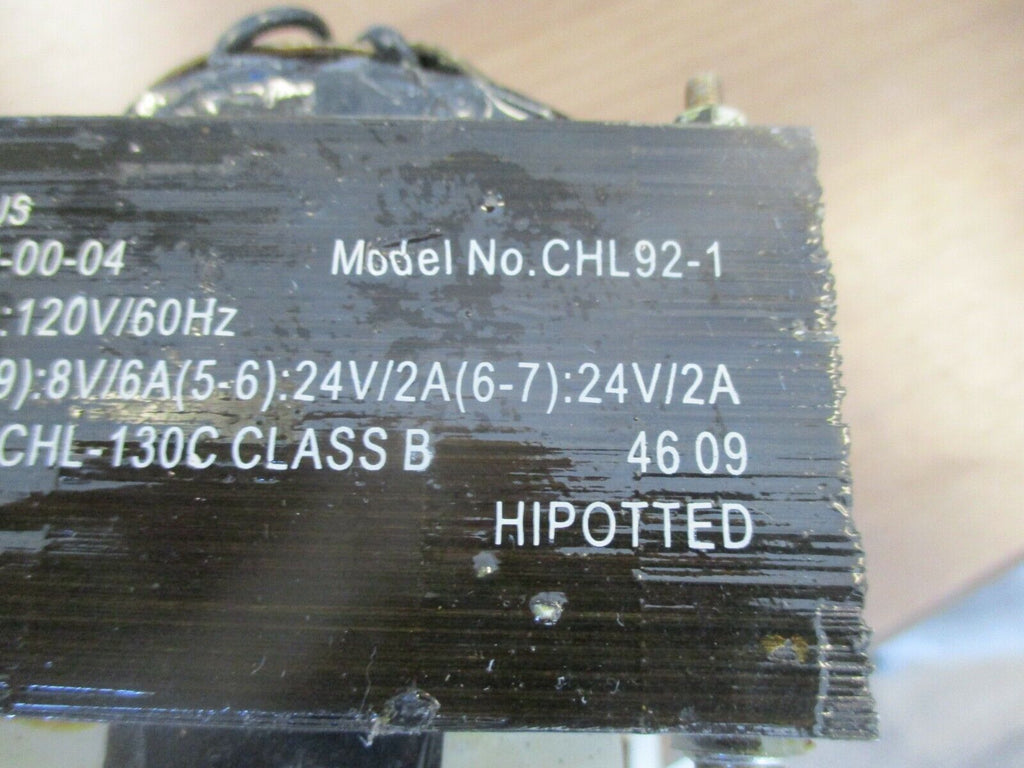 us
-00-04 Model No.CHL92-1
:120V/60Hz
9):8V/6A(5-6):24V/2A(6-7):24V/2A
CHL-130C CLASS B 46 09
HIPOTTED